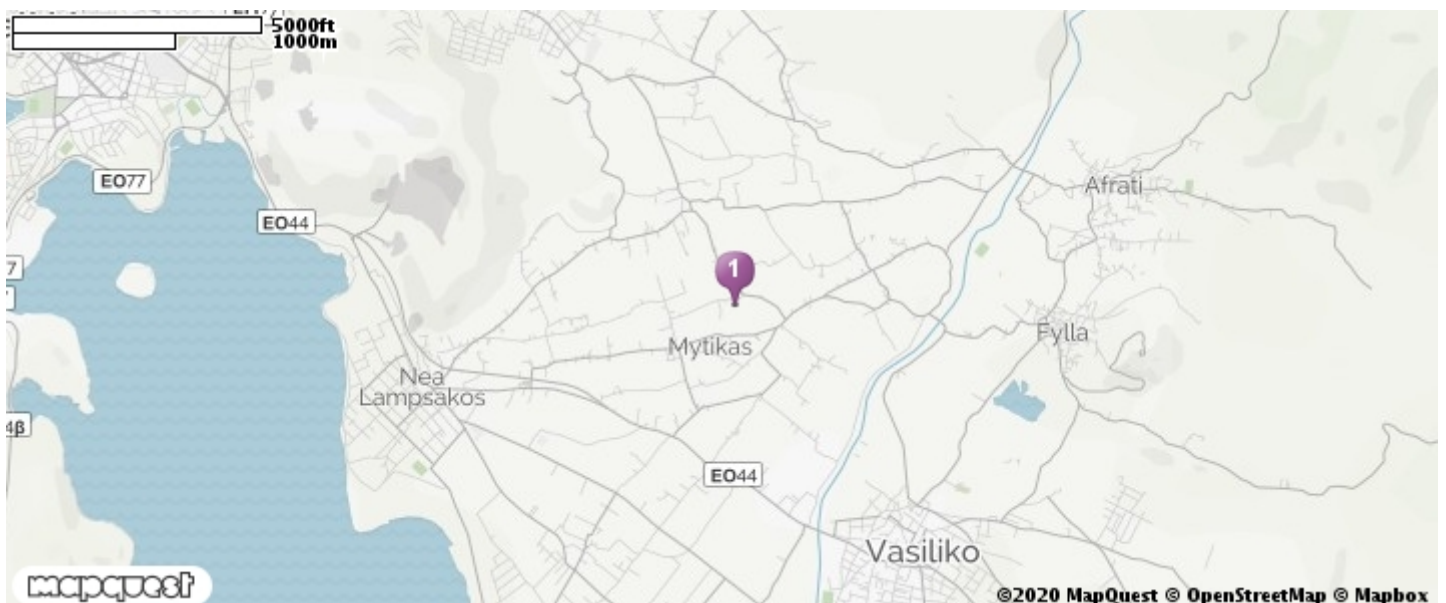 5000ft
1000m
EO77
EO44
Afrati
1
Mytikas
Fylla
Nea
Lampsakos
EO44
Vasiliko
mapquest
©2020 MapQuest © OpenStreetMap © Mapbox